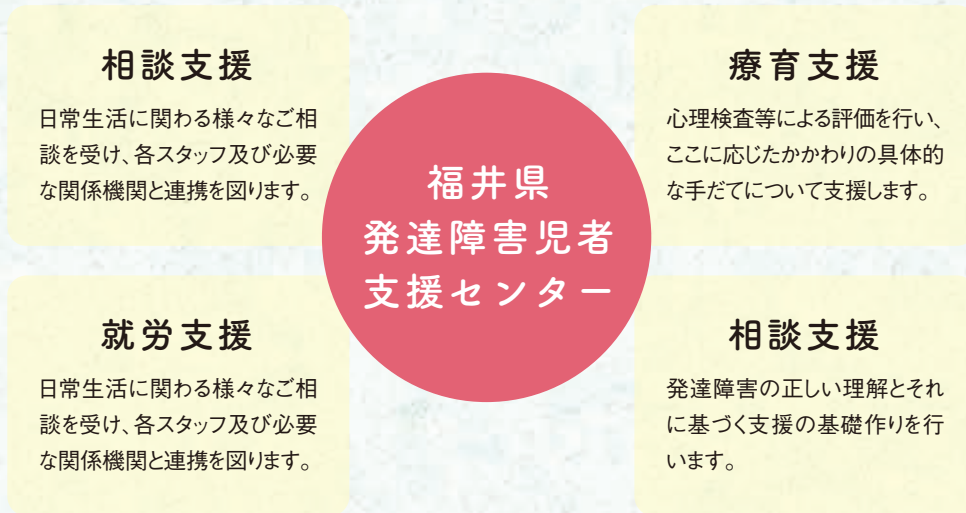 相談支援
日常生活に関わる様々なご相
談を受け、各スタッフ及び必要
な関係機関と連携を図ります。
療育支援
心理検査等による評価を行い、
ここに応じたかかわりの具体的
な手だてについて支援します。
福井県
発達障害児者
支援センター
就労支援
日常生活に関わる様々なご相
談を受け、各スタッフ及び必要
な関係機関と連携を図ります。
相談支援
発達障害の正しい理解とそれ
に基づく支援の基礎作りを行
います。